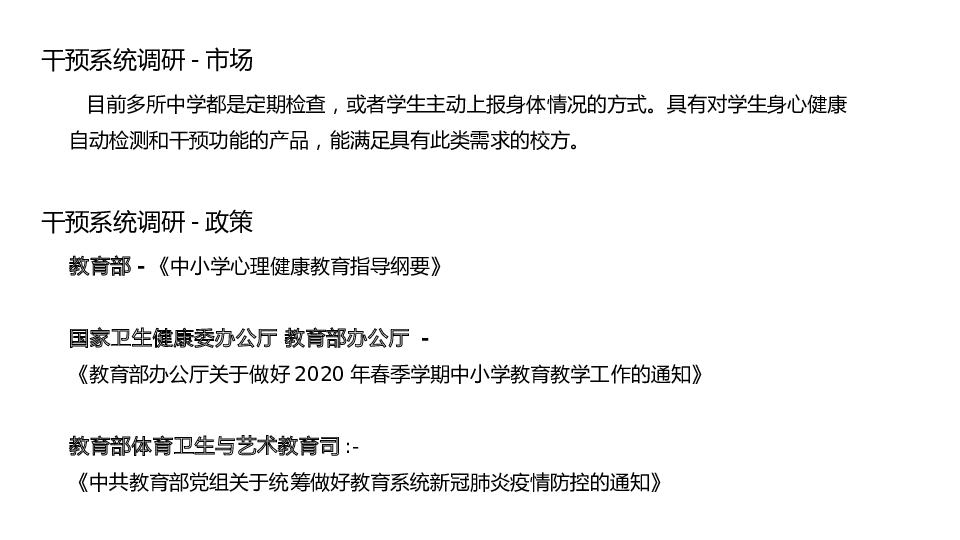 干预系统调研 - 市场
目前多所中学都是定期检查，或者学生主动上报身体情况的方式。具有对学生身心健康
自动检测和干预功能的产品，能满足具有此类需求的校方。
干预系统调研 - 政策
教育部 - 《中小学心理健康教育指导纲要》
国家卫生健康委办公厅 教育部办公厅 -
《教育部办公厅关于做好 2020 年春季学期中小学教育教学工作的通知》
教育部体育卫生与艺术教育司 :-
《中共教育部党组关于统筹做好教育系统新冠肺炎疫情防控的通知》